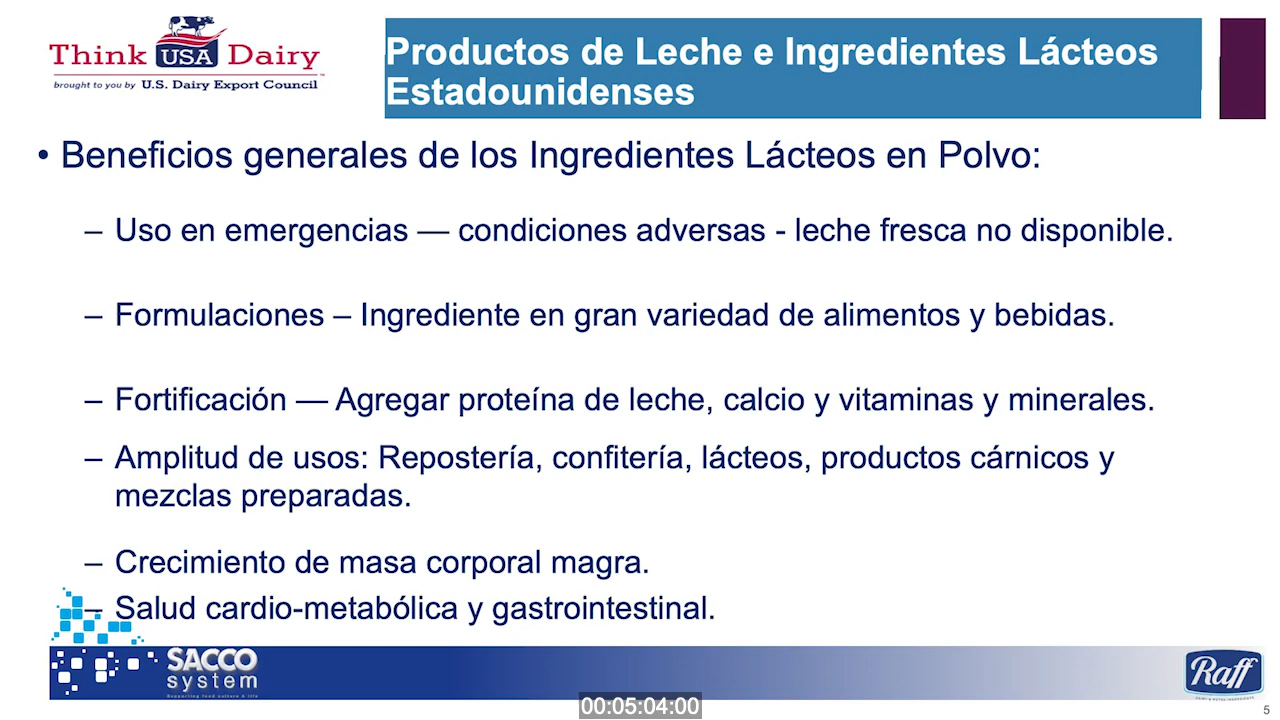 Think USA Dairy
brought to you by U.S. Dairy Export Council
Productos de Leche e Ingredientes Lácteos
Estadounidenses
• Beneficios generales de los Ingredientes Lácteos en Polvo:
– Uso en emergencias — condiciones adversas - leche fresca no disponible.
– Formulaciones – Ingrediente en gran variedad de alimentos y bebidas.
– Fortificación — Agregar proteína de leche, calcio y vitaminas y minerales.
– Amplitud de usos: Repostería, confitería, lácteos, productos cárnicos y
mezclas preparadas.
– Crecimiento de masa corporal magra.
– Salud cardio-metabólica y gastrointestinal.
SACCO
system
Supporting food culture & life
Raff
00:05:04:00
5